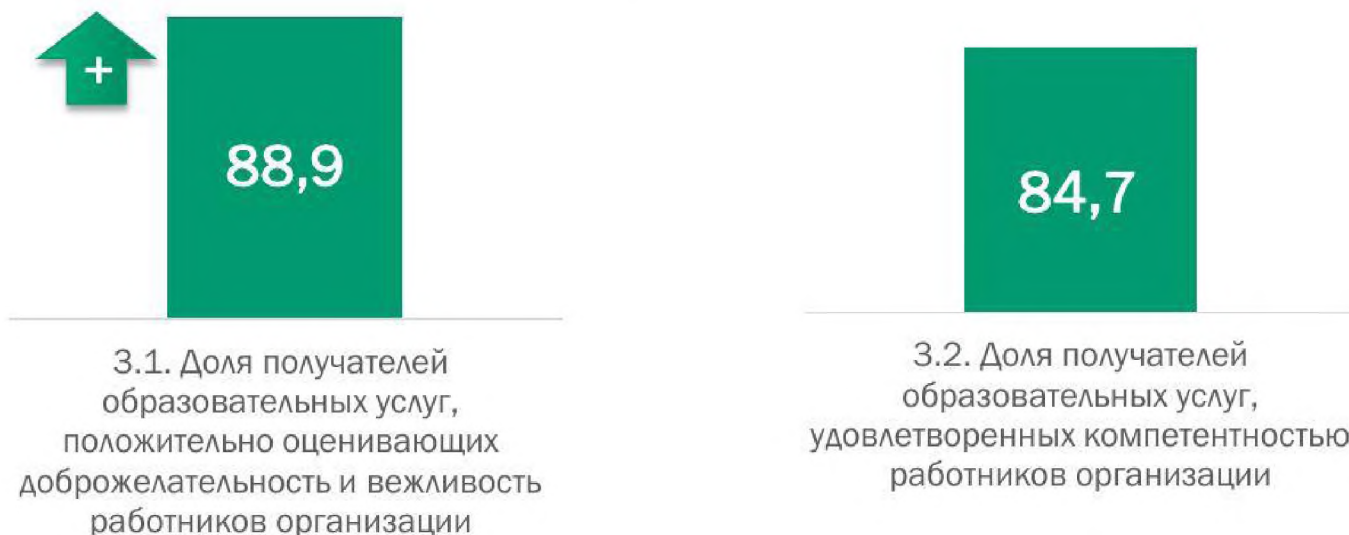 +
88,9
84,7
3.1. Доля получателей
образовательных услуг,
положительно оценивающих
доброжелательность и вежливость
работников организации
3.2. Доля получателей
образовательных услуг,
удовлетворенных компетентностью
работников организации